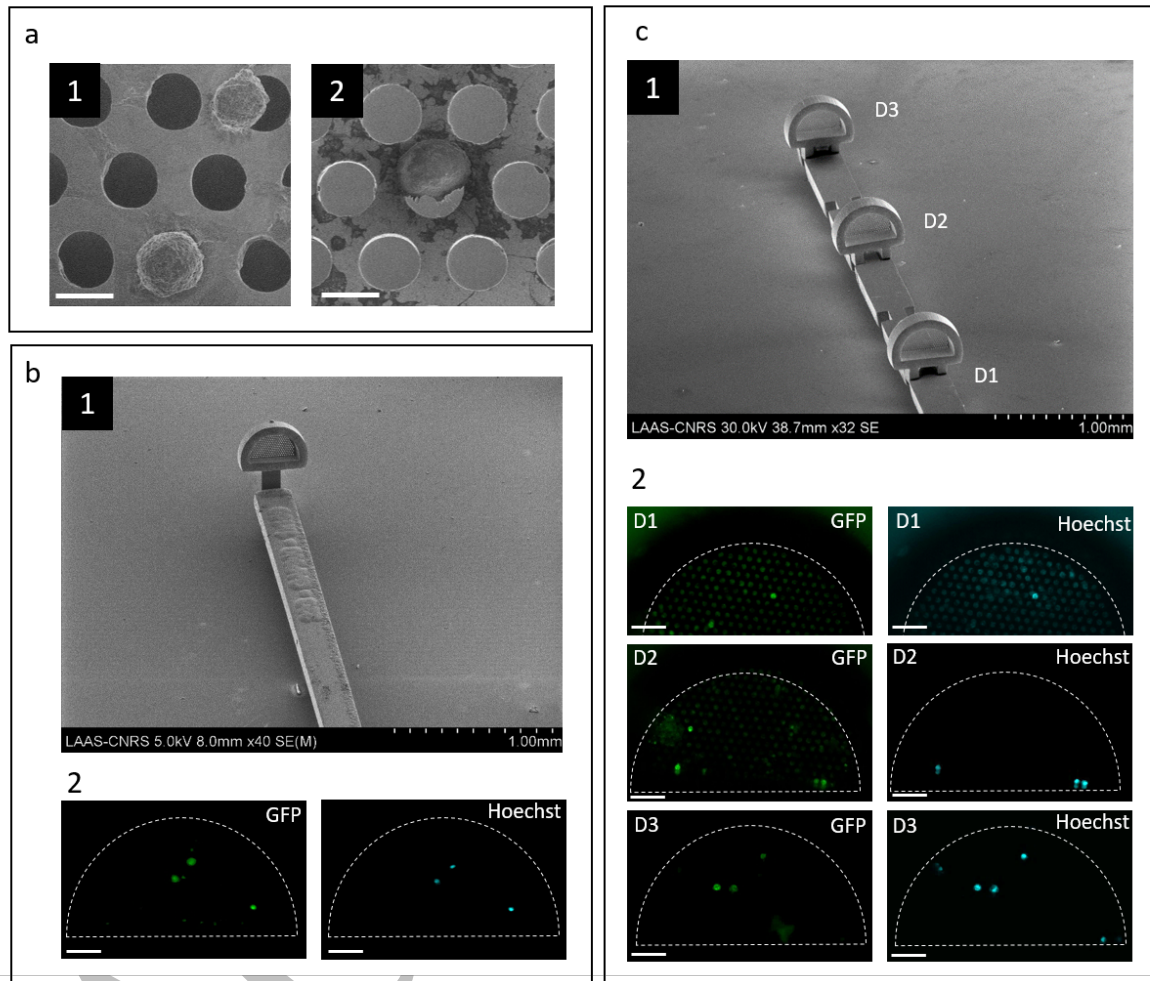 a
1
2
b
1
LAAS-CNRS 5.0kV 8.0mm x40 SE(M)
1.00mm
2
GFP
Hoechst
c
1
D3
D2
D1
LAAS-CNRS 30.0kV 38.7mm x32 SE
1.00mm
2
D1
GFP
D1
Hoechst
D2
GFP
D2
Hoechst
D3
GFP
D3
Hoechst